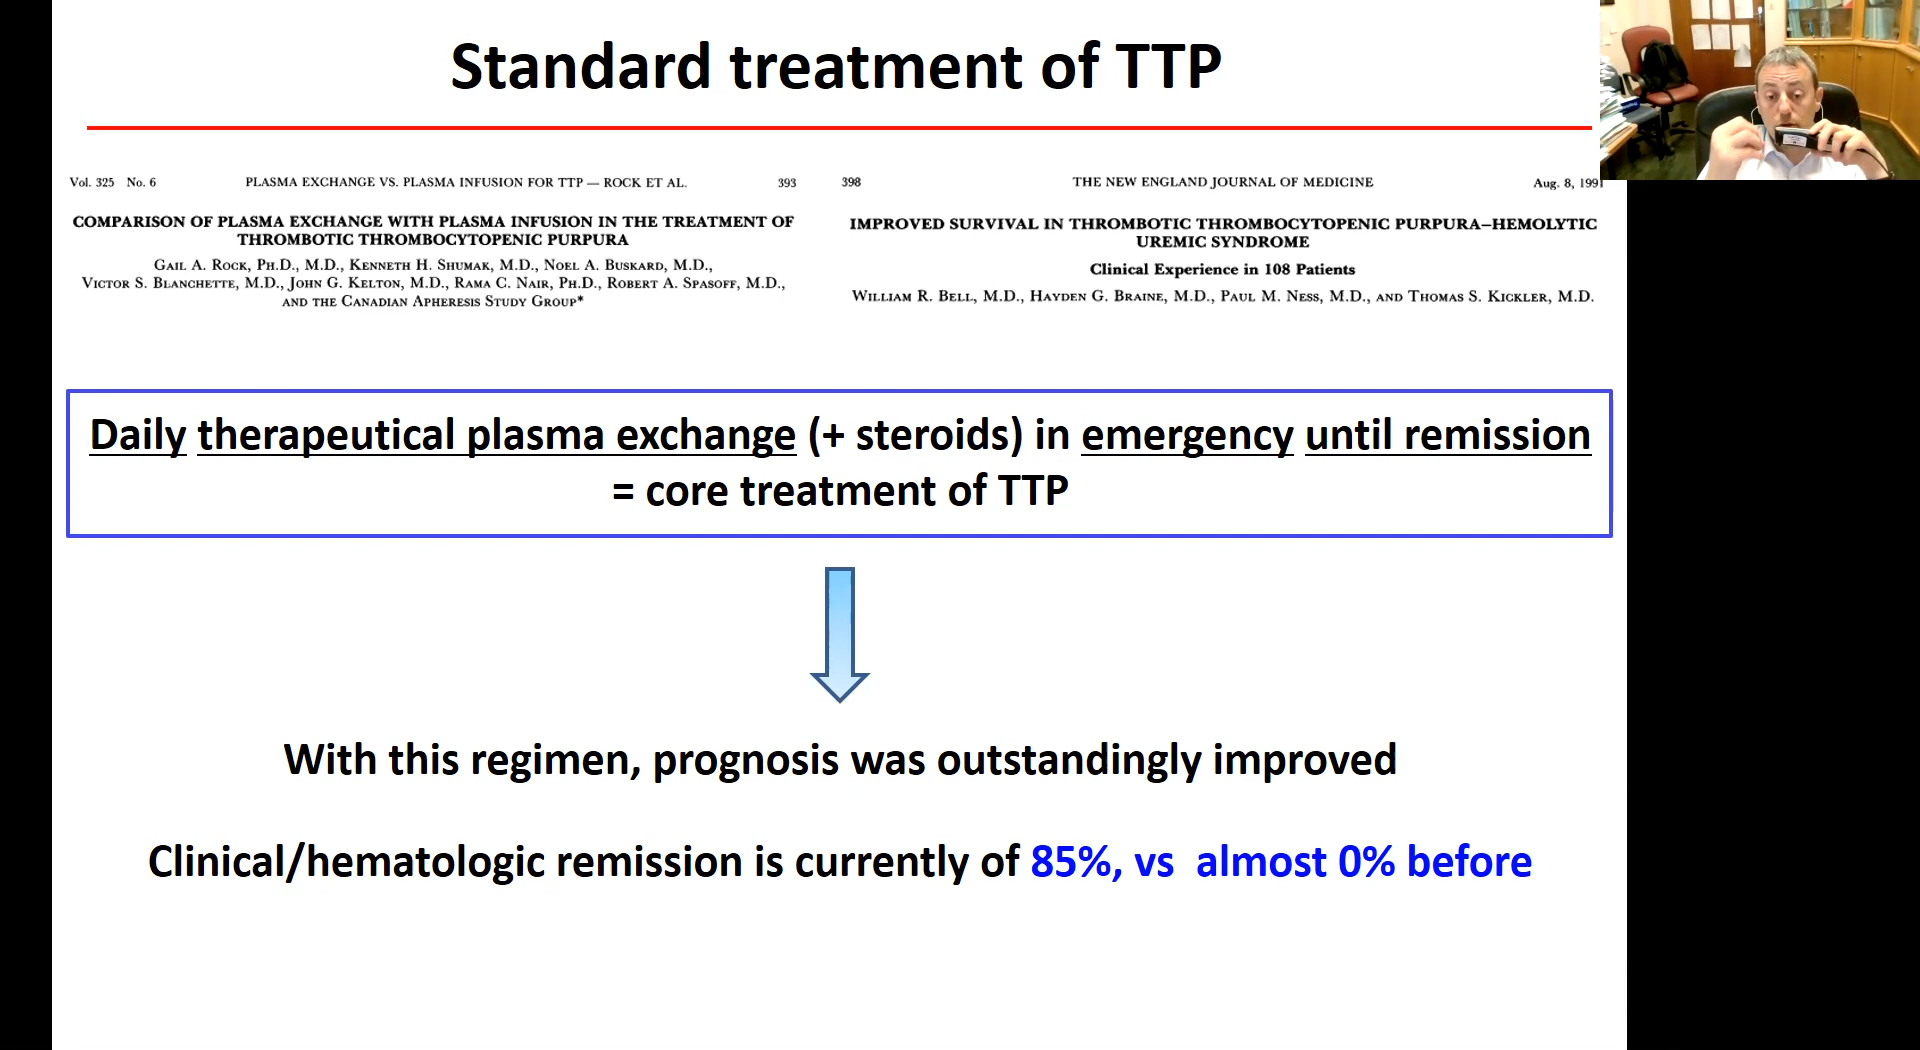 Standard treatment of TTP
Vol. 325 No. 6 PLASMA EXCHANGE VS. PLASMA INFUSION FOR TTP — ROCK ET AL. 393
COMPARISON OF PLASMA EXCHANGE WITH PLASMA INFUSION IN THE TREATMENT OF
THROMBOTIC THROMBOCYTOPENIC PURPURA
GAIL A. ROCK, PH.D., M.D., KENNETH H. SHUMAK, M.D., NOEL A. BUSKARD, M.D.,
VICTOR S. BLANCHETTE, M.D., JOHN G. KELTON, M.D., RAMA C. NAIR, PH.D., ROBERT A. SPASOFF, M.D.,
AND THE CANADIAN APHERESIS STUDY GROUP*
398 THE NEW ENGLAND JOURNAL OF MEDICINE Aug. 8, 1991
IMPROVED SURVIVAL IN THROMBOTIC THROMBOCYTOPENIC PURPURA–HEMOLYTIC
UREMIC SYNDROME
Clinical Experience in 108 Patients
WILLIAM R. BELL, M.D., HAYDEN G. BRAINE, M.D., PAUL M. NESS, M.D., AND THOMAS S. KICKLER, M.D.
Daily therapeutical plasma exchange (+ steroids) in emergency until remission
= core treatment of TTP
With this regimen, prognosis was outstandingly improved
Clinical/hematologic remission is currently of 85%, vs almost 0% before